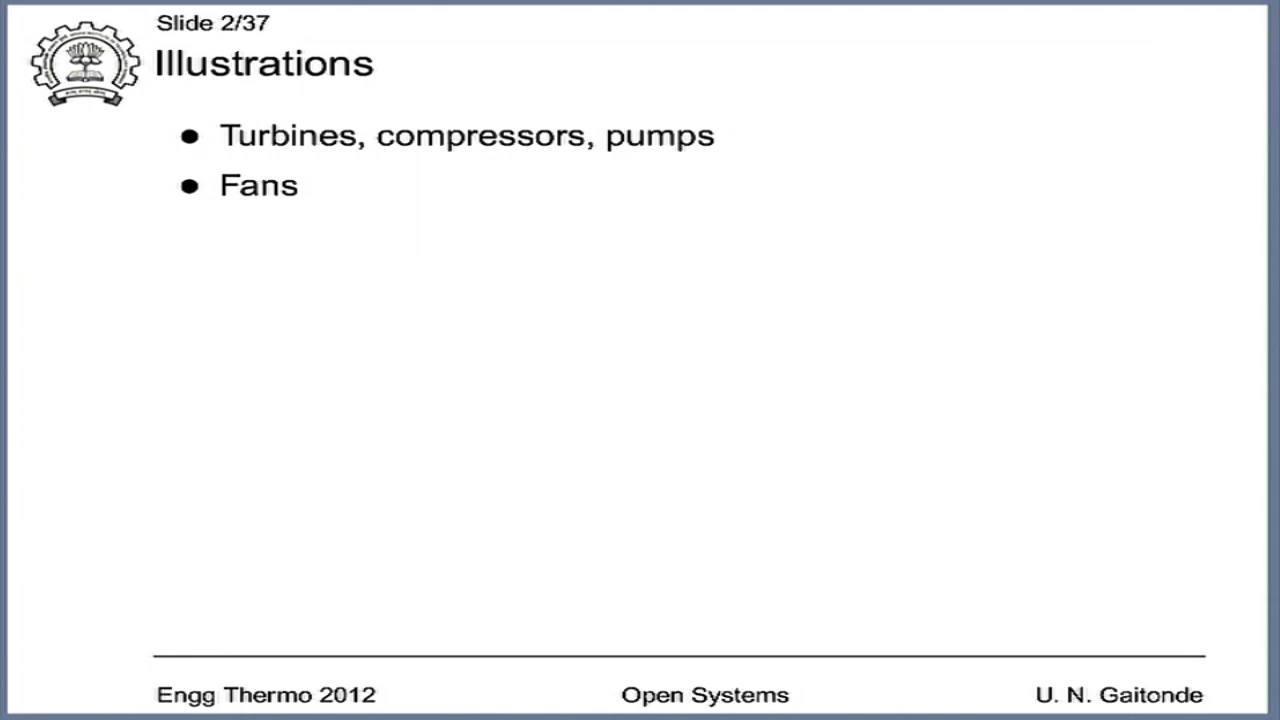 Slide 2/37
Illustrations
● Turbines, compressors, pumps
● Fans
Engg Thermo 2012 Open Systems U. N. Gaitonde